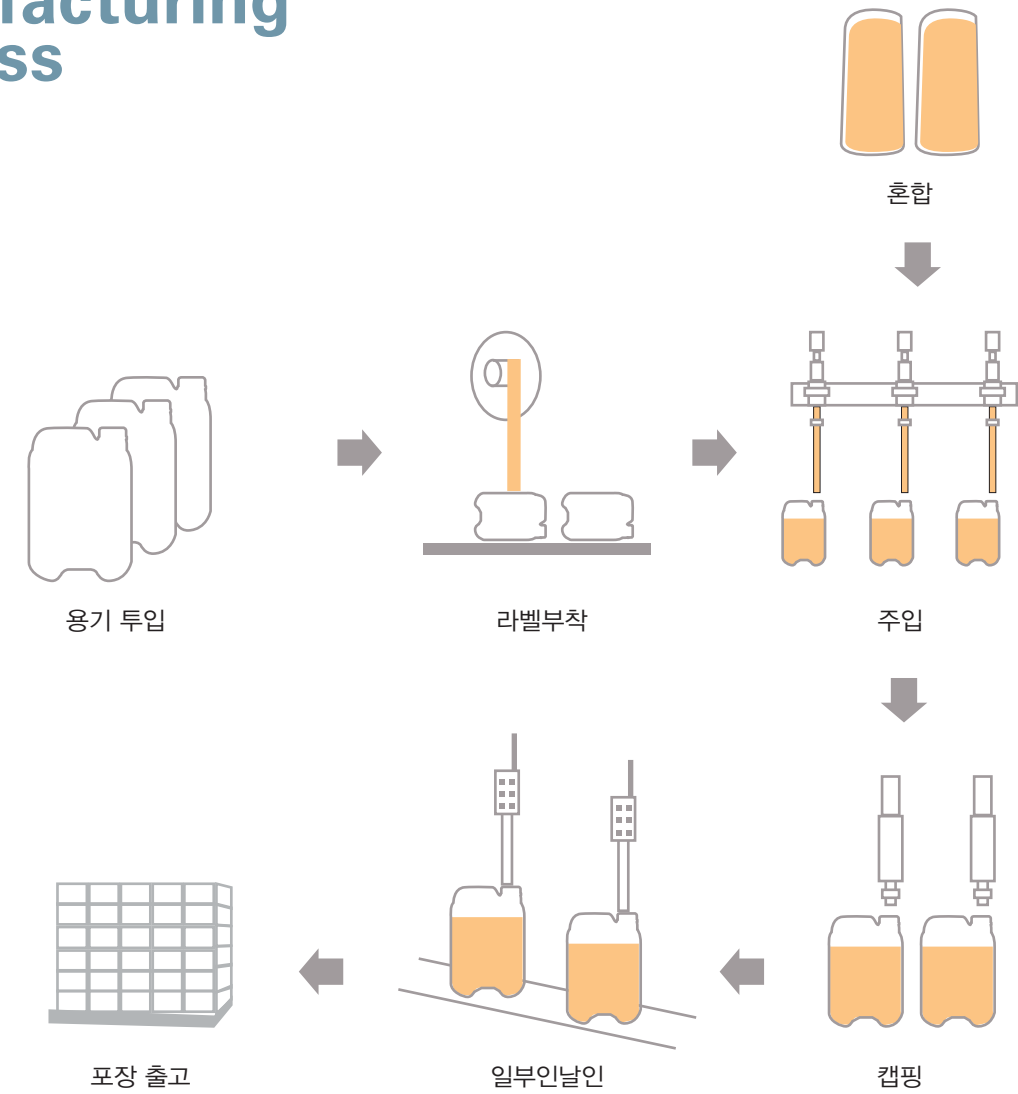 facturing
ss
혼합
용기 투입
라벨부착
주입
포장 출고
일부인날인
캡핑